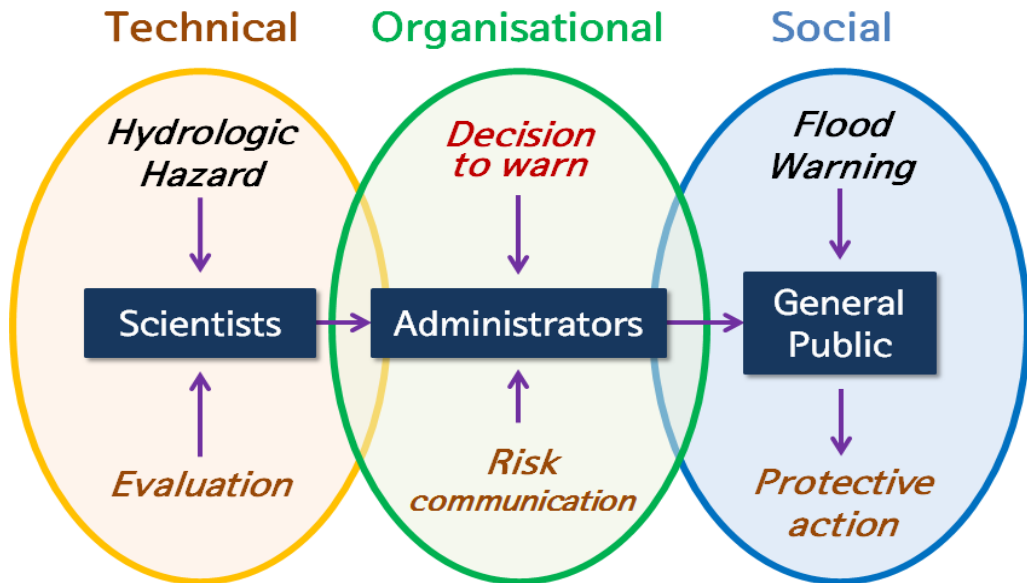 Technical
Organisational
Social
Hydrologic
Hazard
Decision
to warn
Flood
Warning
Scientists
Administrators
General
Public
Evaluation
Risk
communication
Protective
action